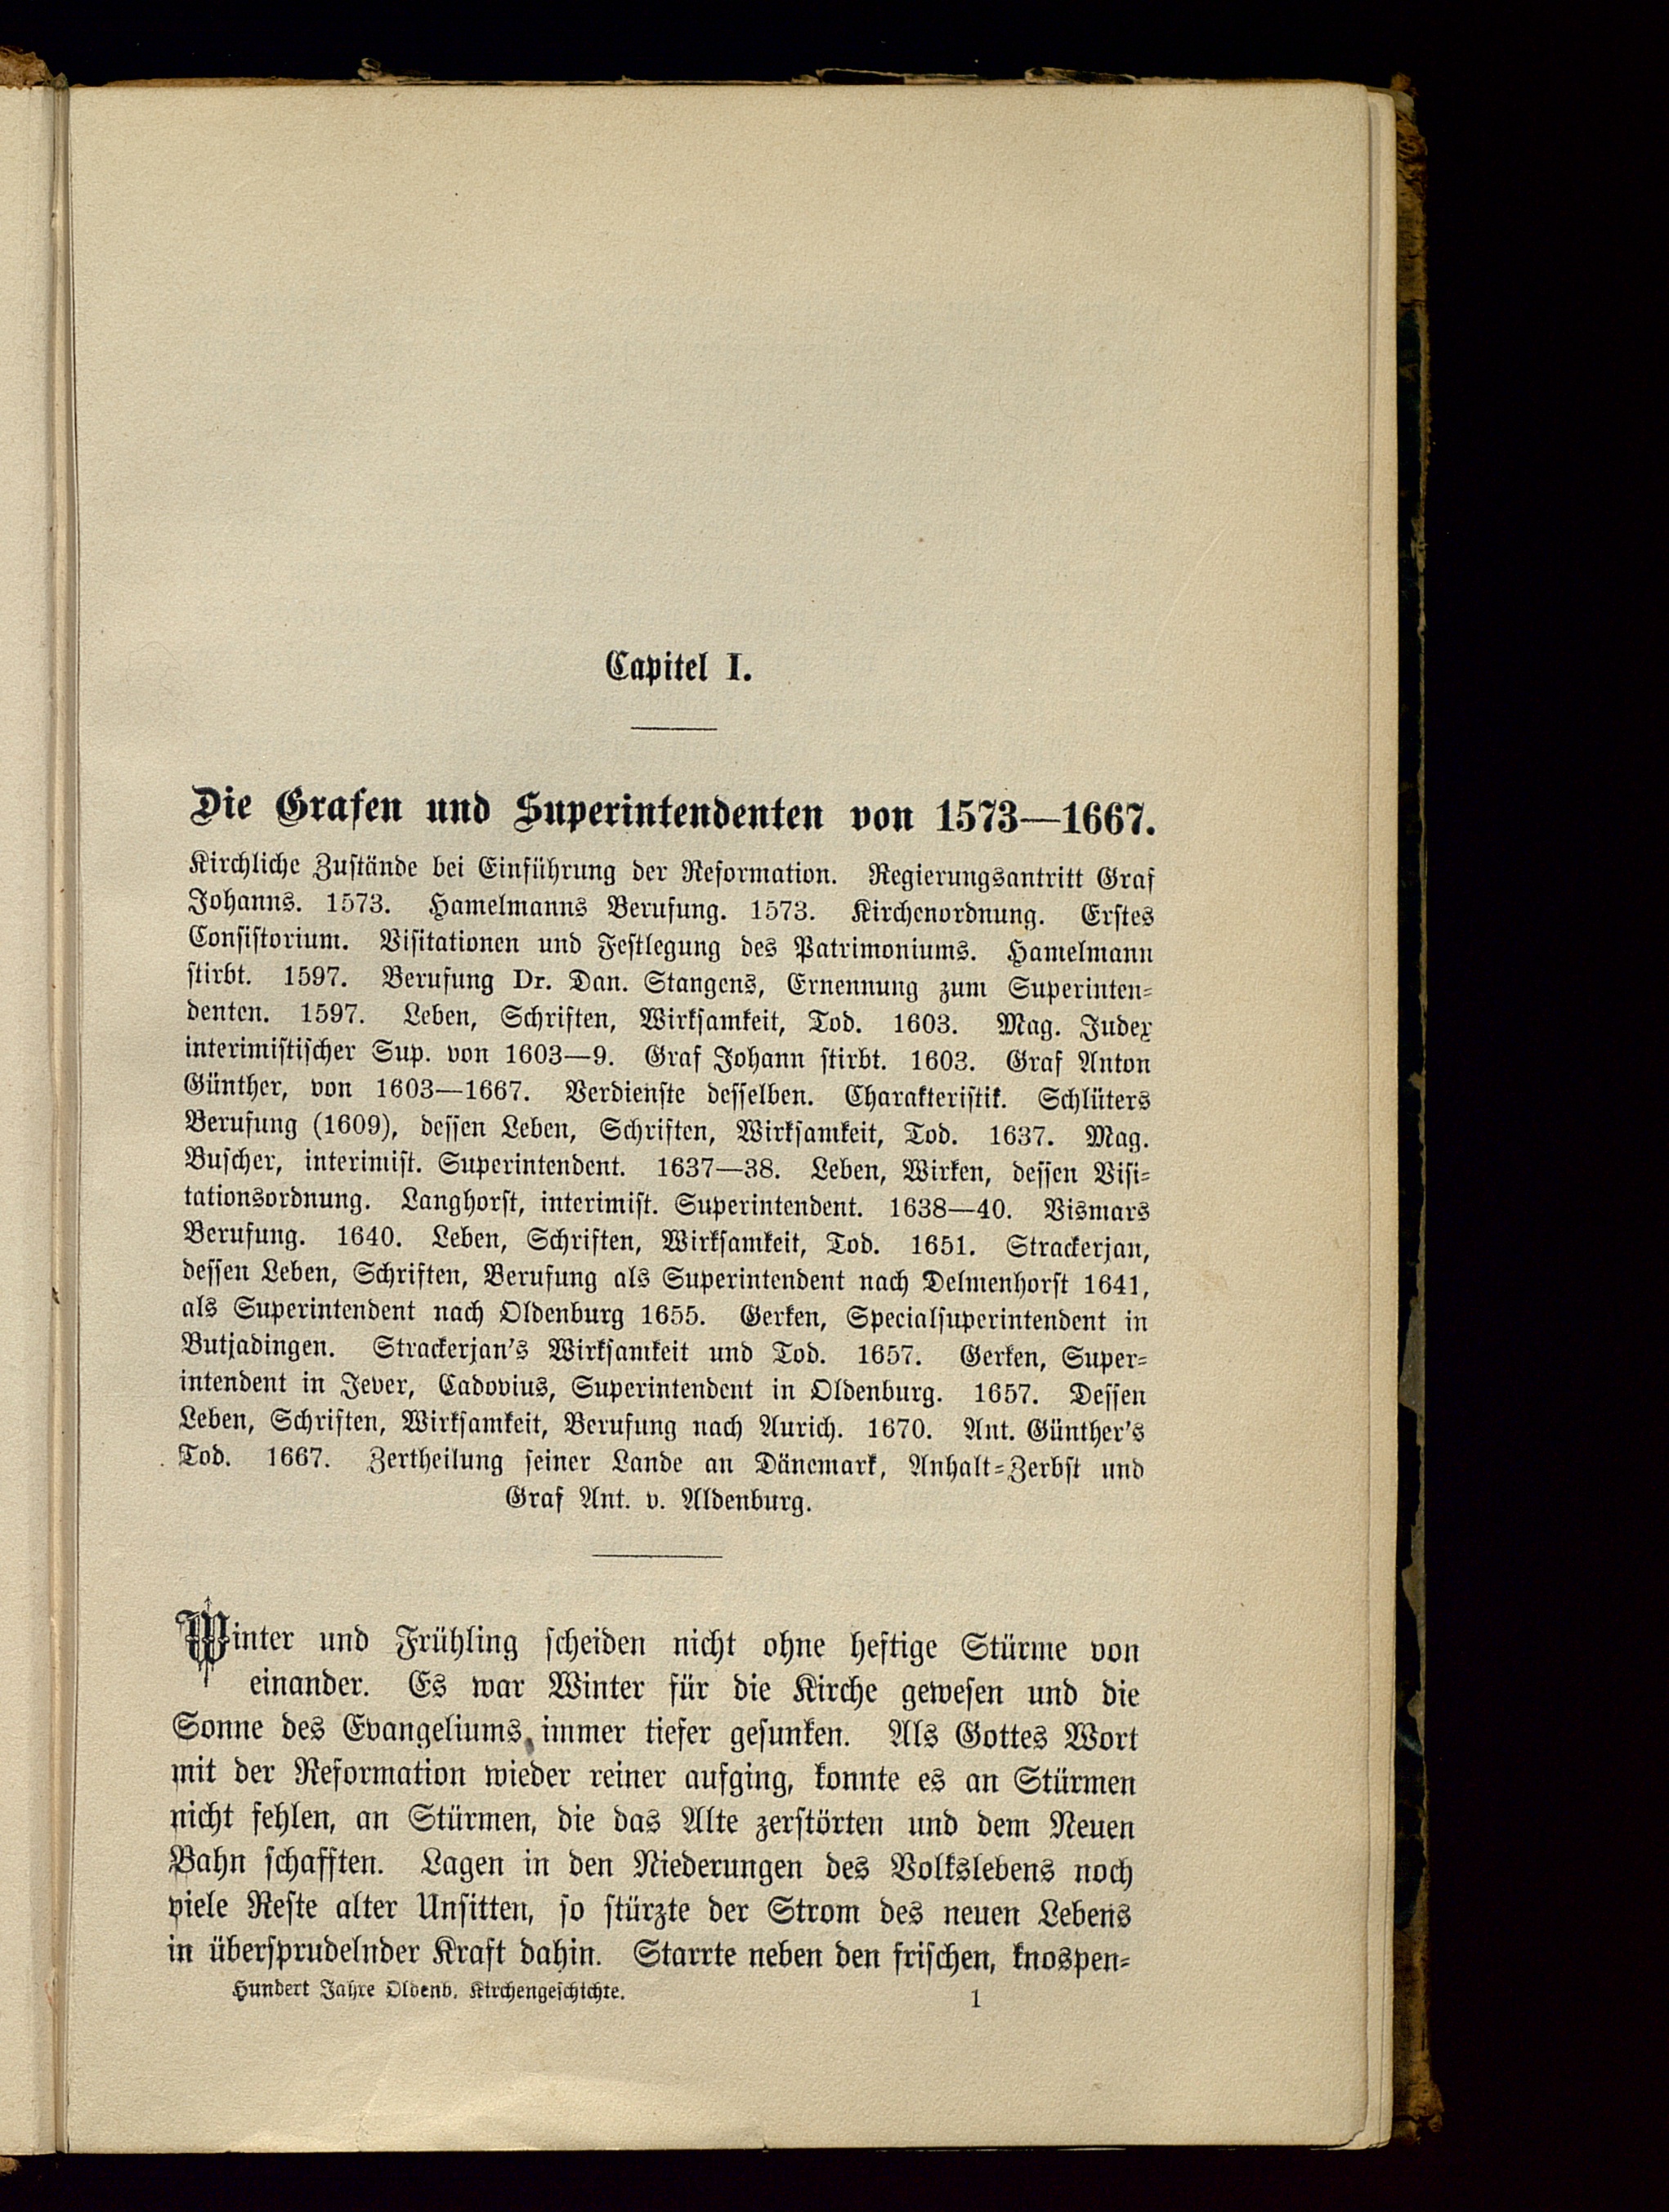 Capitel I.
Die Grafen und Superintendenten von 1573—1667.
Kirchliche Zustände bei Einführung der Reformation. Regierungsantritt Graf
Johanns. 1573. Hamelmanns Berufung. 1573. Kirchenordnung. Erstes
Consistorium. Visitationen und Festlegung des Patrimoniums. Hamelmann
stirbt. 1597. Berufung Dr. Dan. Stangens, Ernennung zum Superinten-
denten. 1597. Leben, Schriften, Wirksamkeit, Tod. 1603. Mag. Judex
interimistischer Sup. von 1603—9. Graf Johann stirbt. 1603. Graf Anton
Günther, von 1603—1667. Verdienste desselben. Charakteristik. Schlüters
Berufung (1609), dessen Leben, Schriften, Wirksamkeit, Tod. 1637. Mag.
Buscher, interimist. Superintendent. 1637—38. Leben, Wirken, dessen Visi-
tationsordnung. Langhorst, interimist. Superintendent. 1638—40. Vismars
Berufung. 1640. Leben, Schriften, Wirksamkeit, Tod. 1651. Strackerjan,
dessen Leben, Schriften, Berufung als Superintendent nach Delmenhorst 1641,
als Superintendent nach Oldenburg 1655. Gerken, Specialsuperintendent in
Butjadingen. Strackerjan's Wirksamkeit und Tod. 1657. Gerken, Super-
intendent in Jever, Cadovius, Superintendent in Oldenburg. 1657. Dessen
Leben, Schriften, Wirksamkeit, Berufung nach Aurich. 1670. Ant. Günther's
Tod. 1667. Zertheilung seiner Lande an Dänemark, Anhalt-Zerbst und
Graf Ant. v. Aldenburg.
Winter und Frühling scheiden nicht ohne heftige Stürme von
einander. Es war Winter für die Kirche gewesen und die
Sonne des Evangeliums immer tiefer gesunken. Als Gottes Wort
mit der Reformation wieder reiner aufging, konnte es an Stürmen
nicht fehlen, an Stürmen, die das Alte zerstörten und dem Neuen
Bahn schafften. Lagen in den Niederungen des Volkslebens noch
viele Reste alter Unsitten, so stürzte der Strom des neuen Lebens
in übersprudelnder Kraft dahin. Starrte neben den frischen, knospen-
Hundert Jahre Oldenb. Kirchengeschichte. 1